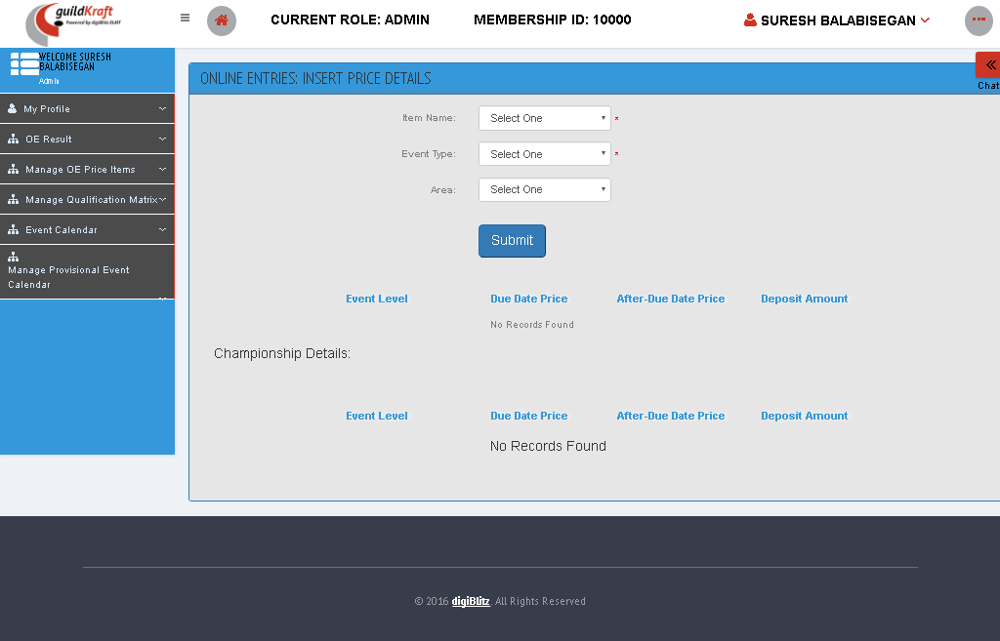 guildKraft
Powered by digiBlitz ELMT
CURRENT ROLE: ADMIN
MEMBERSHIP ID: 10000
SURESH BALABISEGAN
WELCOME SURESH
BALABISEGAN
Admin
Chat
ONLINE ENTRIES: INSERT PRICE DETAILS
My Profile
OE Result
Manage OE Price Items
Manage Qualification Matrix
Event Calendar
Manage Provisional Event
Calendar
Item Name: Select One *
Event Type: Select One *
Area: Select One
Submit
Event Level Due Date Price After-Due Date Price Deposit Amount
No Records Found
Championship Details:
Event Level Due Date Price After-Due Date Price Deposit Amount
No Records Found
© 2016 digiBlitz. All Rights Reserved